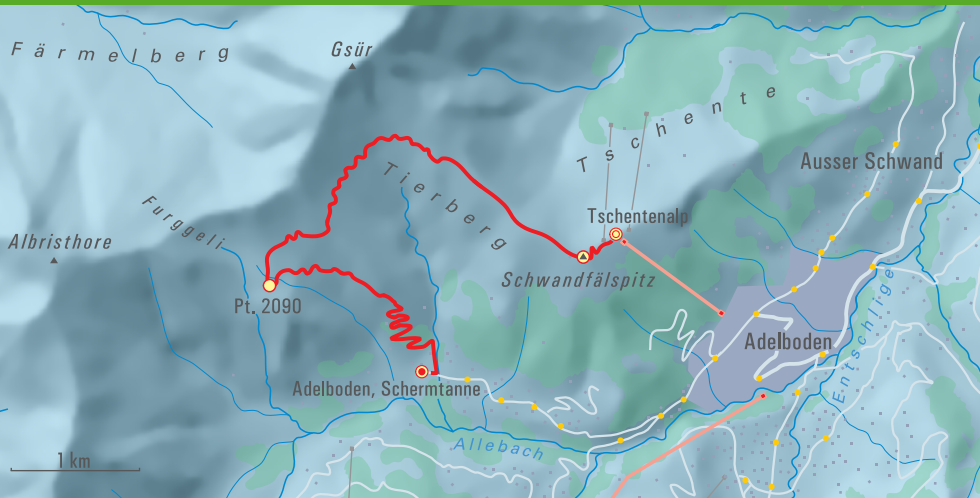 Färmelberg
Gsür
Tschente
Ausser Schwand
Tierberg
Furggeli
Tschentenalp
Albristhore
Schwandfälspitz
Pt. 2090
Adelboden
Entschlige
Adelboden, Schermtanne
Allebach
1 km